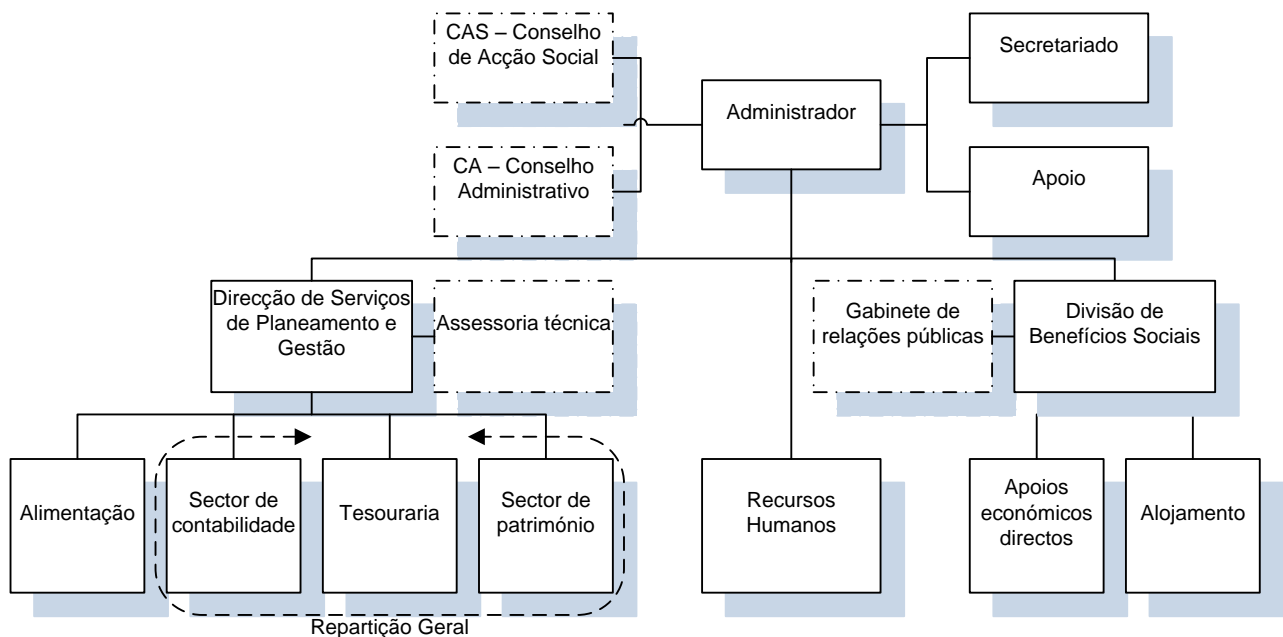 CAS – Conselho
de Acção Social
Secretariado
Administrador
CA – Conselho
Administrativo
Apoio
Direcção de Serviços
de Planeamento e
Gestão
Assessoria técnica
Gabinete de
relações públicas
Divisão de
Benefícios Sociais
Alimentação
Sector de
contabilidade
Tesouraria
Sector de
património
Recursos
Humanos
Apoios
económicos
directos
Alojamento
Repartição Geral